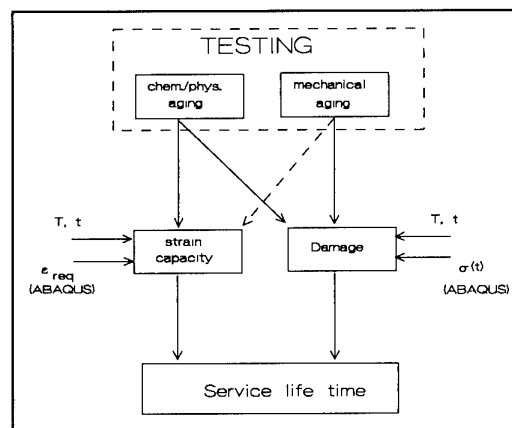 TESTING
chem./phys. aging
mechanical aging
T, t
ε req
(ABAQUS)
strain capacity
Damage
T, t
σ(t)
(ABAQUS)
Service life time